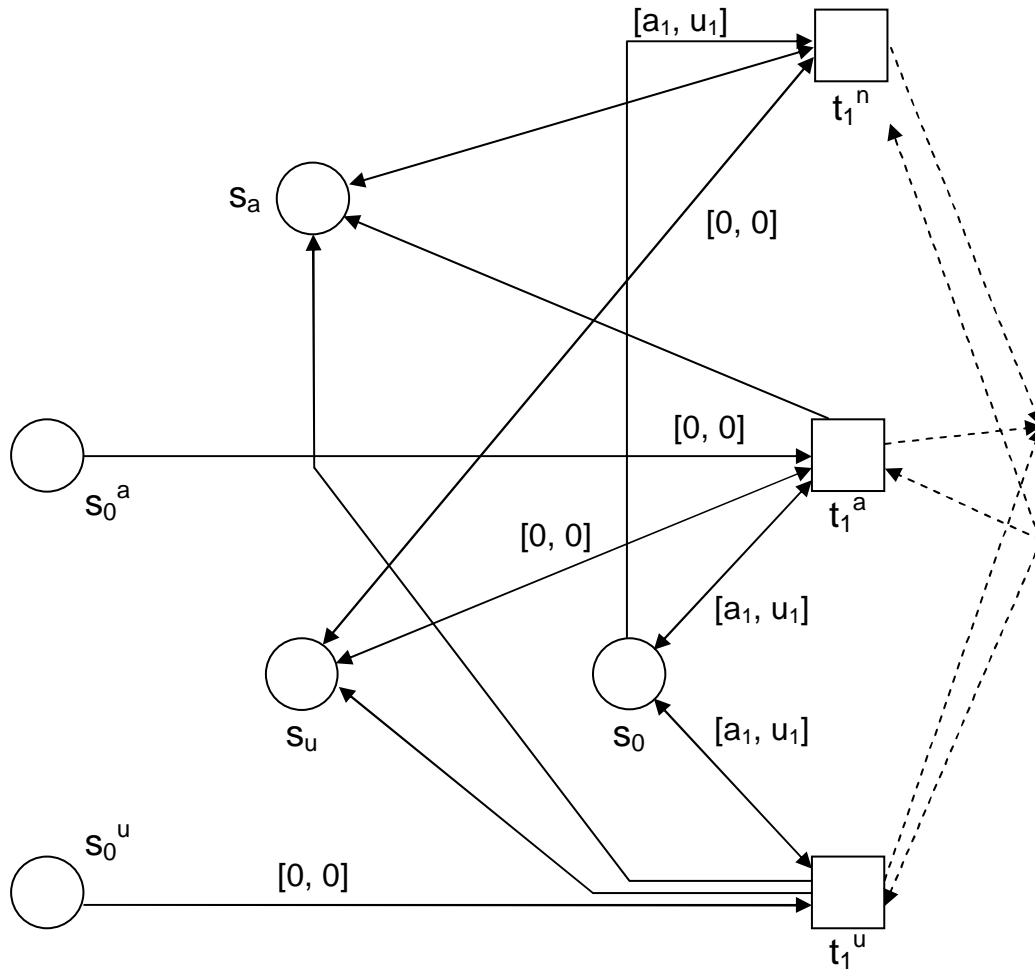 [a₁, u₁]
t₁ⁿ
sₐ
[0, 0]
[0, 0]
s₀ᵃ
t₁ᵃ
[0, 0]
[a₁, u₁]
sᵤ
s₀
[a₁, u₁]
s₀ᵘ
[0, 0]
t₁ᵘ